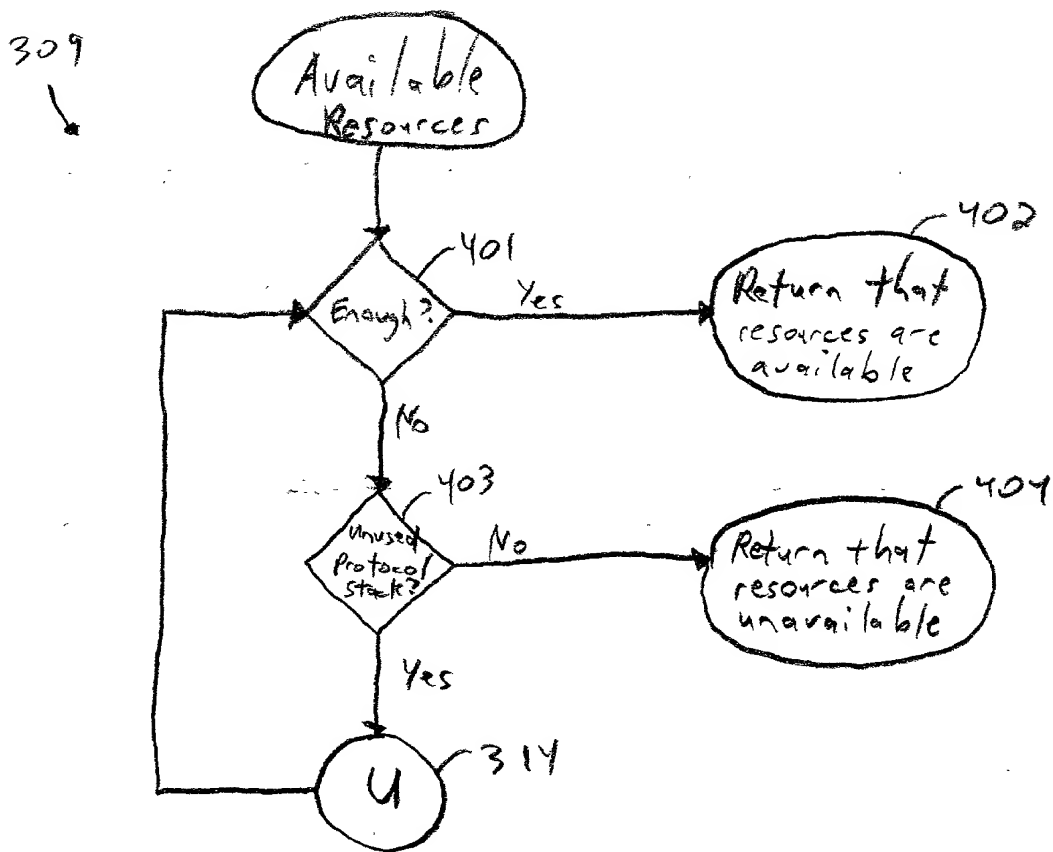 309
Available
Resources
401
Enough?
Yes
402
Return that
resources are
available
No
403
Unused
Protocol
stack?
No
404
Return that
resources are
unavailable
Yes
314
U